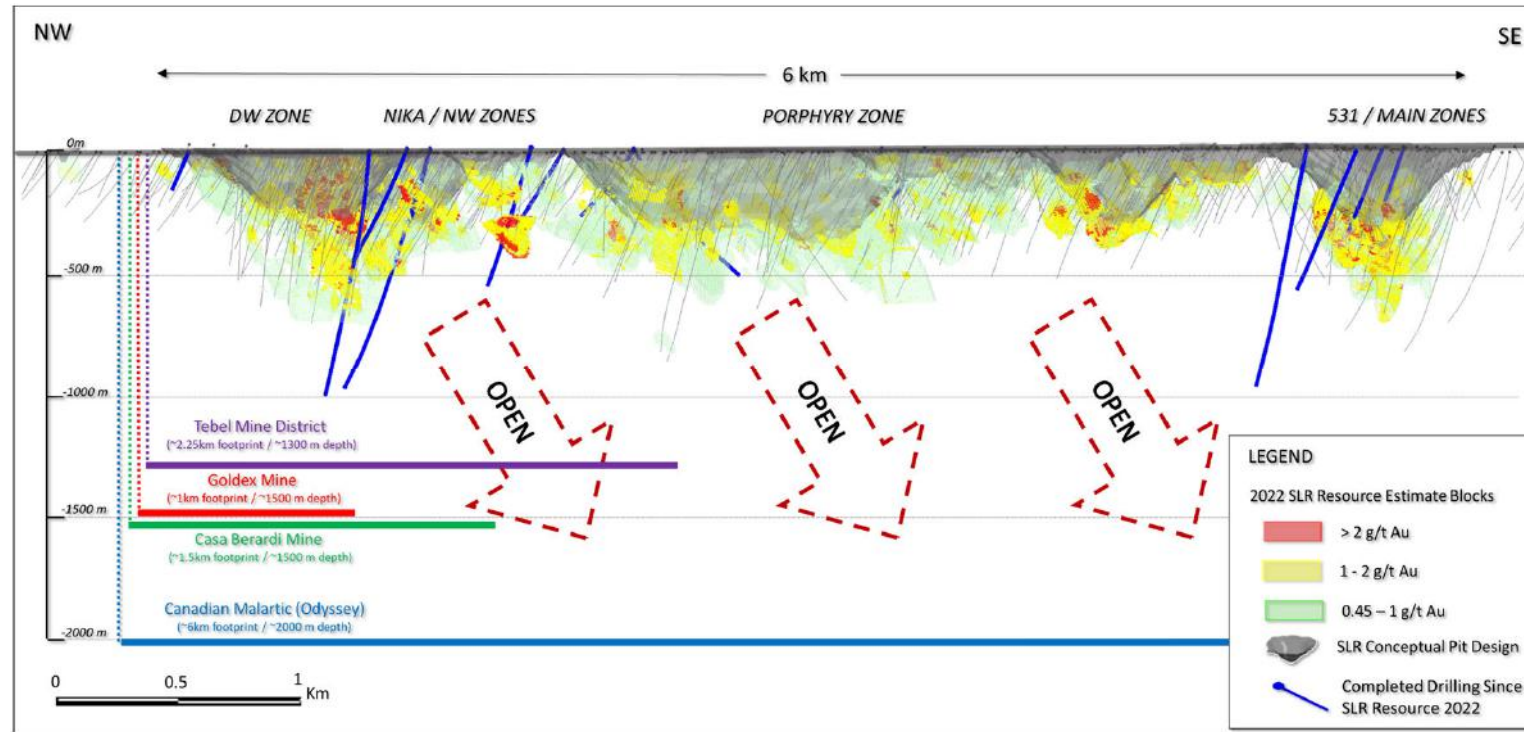 NW
SE
6 km
DW ZONE
NIKA / NW ZONES
PORPHYRY ZONE
531 / MAIN ZONES
0m
-500 m
-1000 m
-1500 m
-2000 m
OPEN
OPEN
OPEN
Tebel Mine District
(~2.25km footprint / ~1300 m depth)
Goldex Mine
(~1km footprint / ~1500 m depth)
Casa Berardi Mine
(~1.5km footprint / ~1500 m depth)
Canadian Malartic (Odyssey)
(~6km footprint / ~2000 m depth)
0 0.5 1
Km
LEGEND
2022 SLR Resource Estimate Blocks
> 2 g/t Au
1 - 2 g/t Au
0.45 – 1 g/t Au
SLR Conceptual Pit Design
Completed Drilling Since
SLR Resource 2022